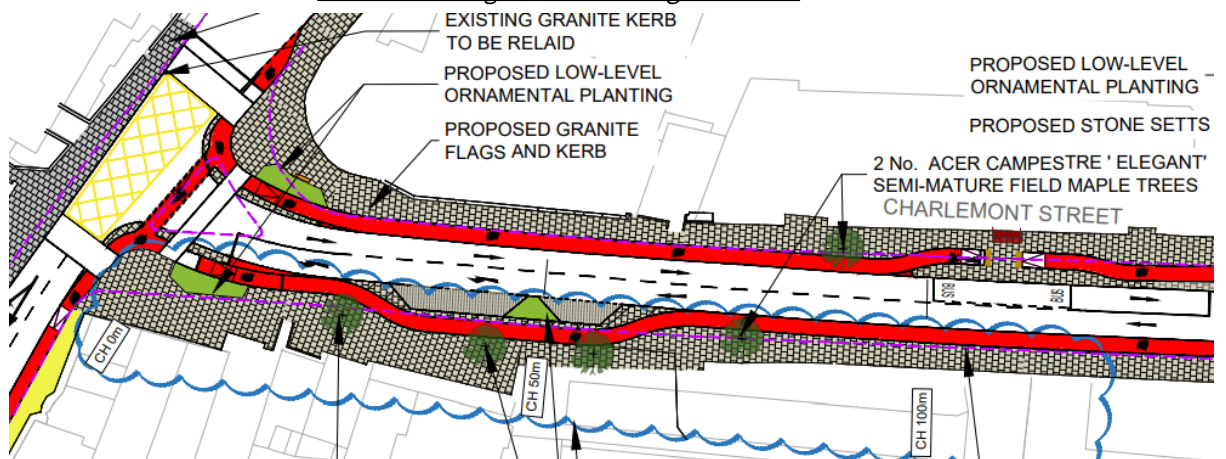 EXISTING GRANITE KERB
TO BE RELAID
PROPOSED LOW-LEVEL
ORNAMENTAL PLANTING
PROPOSED GRANITE
FLAGS AND KERB
PROPOSED LOW-LEVEL
ORNAMENTAL PLANTING
PROPOSED STONE SETTS
2 No. ACER CAMPESTRE ' ELEGANT'
SEMI-MATURE FIELD MAPLE TREES
CHARLEMONT STREET
BUS
BUS
CH 0m
CH 50m
CH 100m